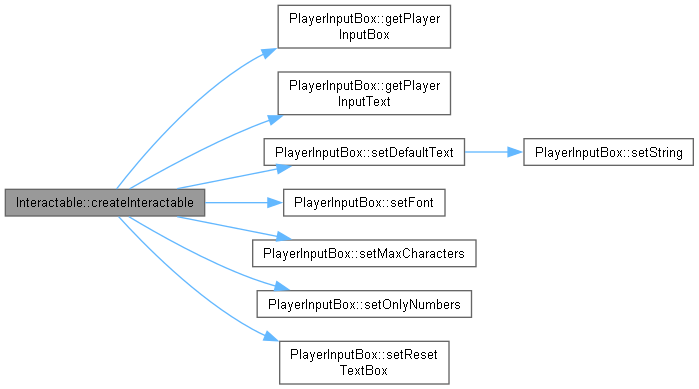 PlayerInputBox::getPlayer
InputBox
PlayerInputBox::getPlayer
InputText
PlayerInputBox::setDefaultText
PlayerInputBox::setString
Interactable::createInteractable
PlayerInputBox::setFont
PlayerInputBox::setMaxCharacters
PlayerInputBox::setOnlyNumbers
PlayerInputBox::setReset
TextBox